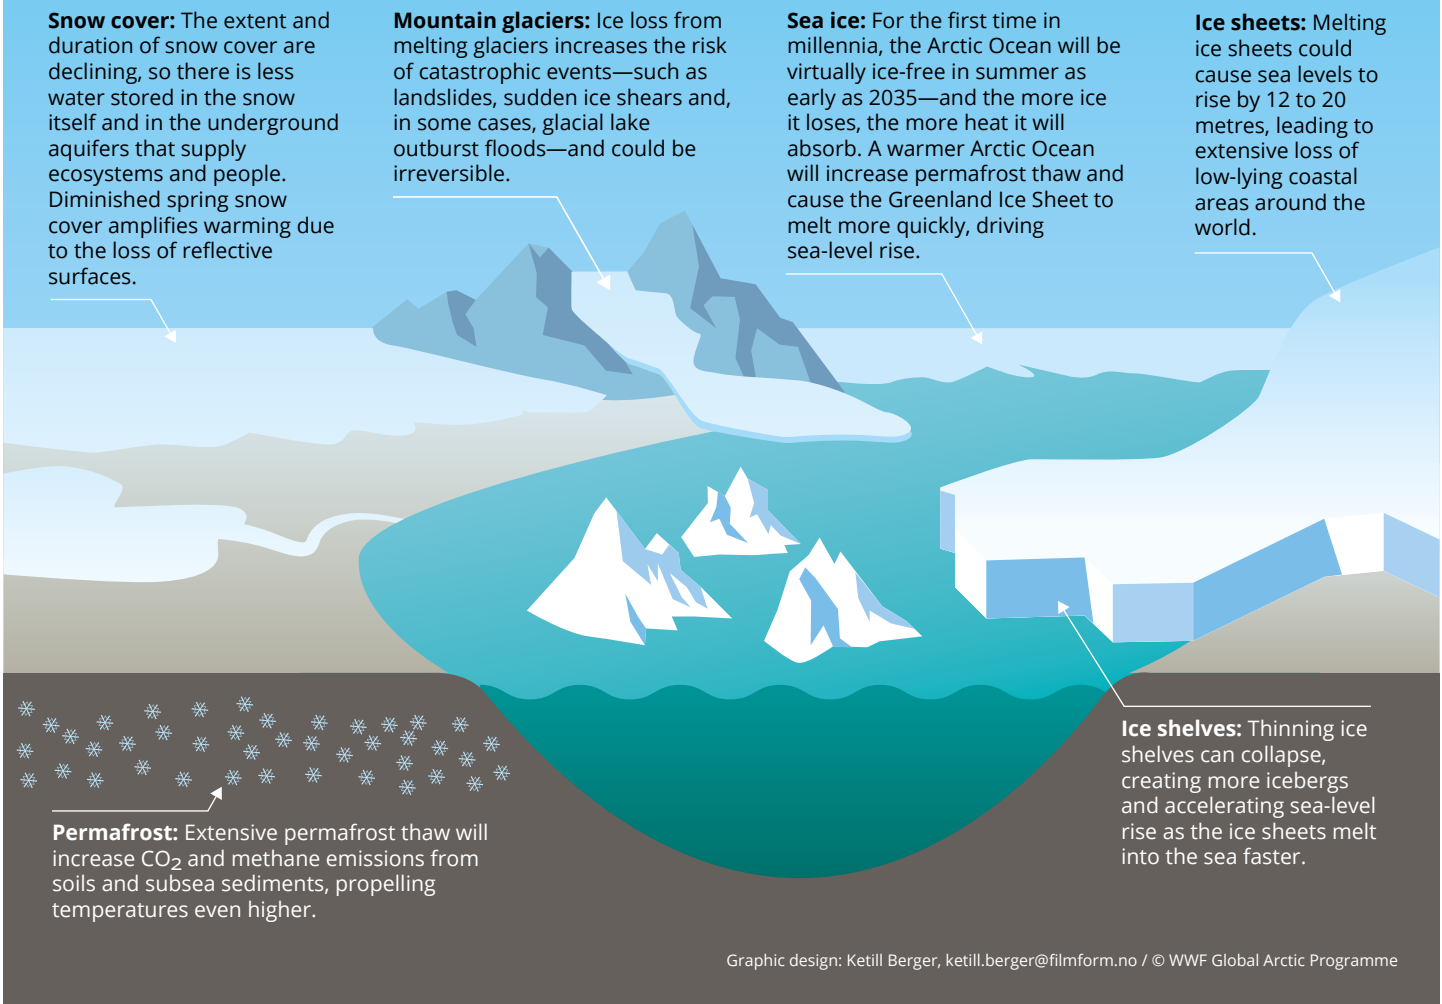 Snow cover: The extent and
duration of snow cover are
declining, so there is less
water stored in the snow
itself and in the underground
aquifers that supply
ecosystems and people.
Diminished spring snow
cover amplifies warming due
to the loss of reflective
surfaces.
Mountain glaciers: Ice loss from
melting glaciers increases the risk
of catastrophic events—such as
landslides, sudden ice shears and,
in some cases, glacial lake
outburst floods—and could be
irreversible.
Sea ice: For the first time in
millennia, the Arctic Ocean will be
virtually ice-free in summer as
early as 2035—and the more ice
it loses, the more heat it will
absorb. A warmer Arctic Ocean
will increase permafrost thaw and
cause the Greenland Ice Sheet to
melt more quickly, driving
sea-level rise.
Ice sheets: Melting
ice sheets could
cause sea levels to
rise by 12 to 20
metres, leading to
extensive loss of
low-lying coastal
areas around the
world.
Ice shelves: Thinning ice
shelves can collapse,
creating more icebergs
and accelerating sea-level
rise as the ice sheets melt
into the sea faster.
Permafrost: Extensive permafrost thaw will
increase CO2 and methane emissions from
soils and subsea sediments, propelling
temperatures even higher.
Graphic design: Ketill Berger, ketill.berger@filmform.no / © WWF Global Arctic Programme